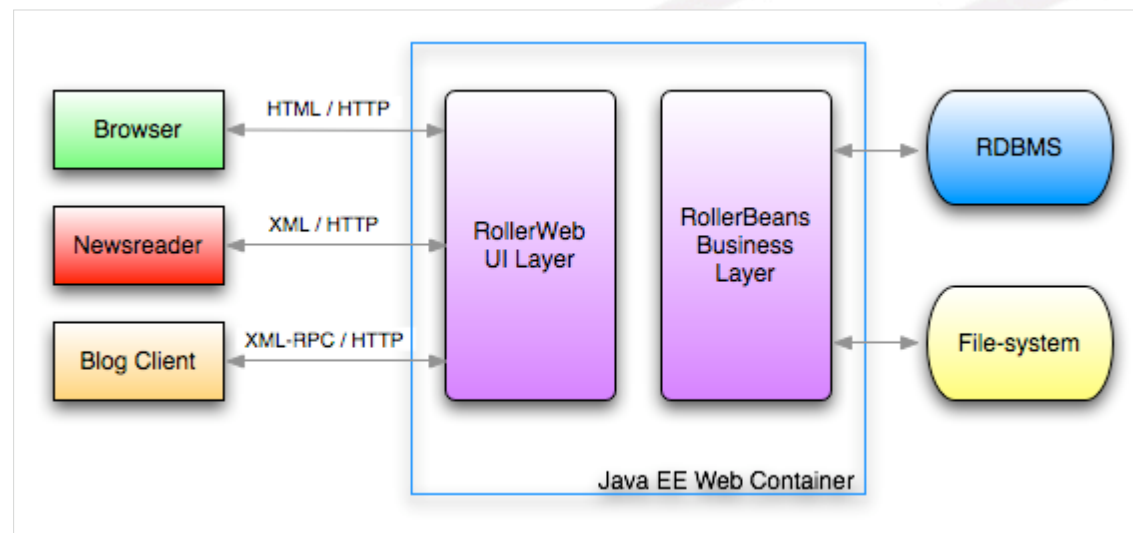 Browser
HTML / HTTP
Newsreader
XML / HTTP
Blog Client
XML-RPC / HTTP
RollerWeb
UI Layer
RollerBeans
Business
Layer
RDBMS
File-system
Java EE Web Container